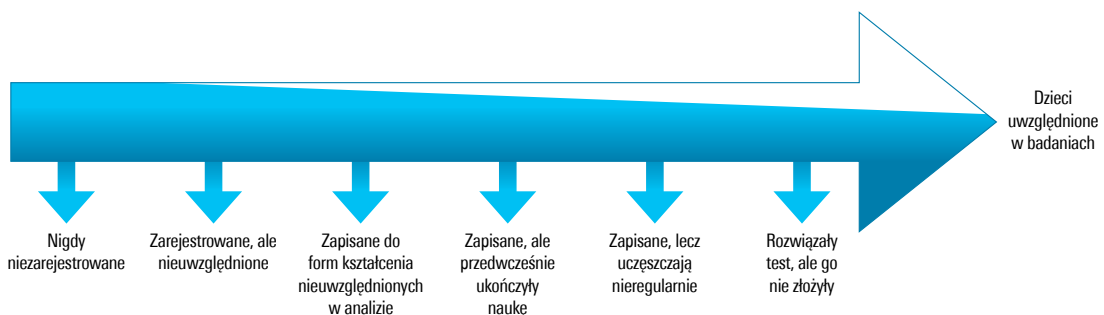 Dzieci
uwzględnione
w badaniach
Nigdy
niezarejestrowane
Zarejestrowane, ale
nieuwzględnione
Zapisane do
form kształcenia
nieuwzględnionych
w analizie
Zapisane, ale
przedwcześnie
ukończyły
nauke
Zapisane, lecz
uczęszczają
nieregularnie
Rozwiązały
test, ale go
nie złożyły